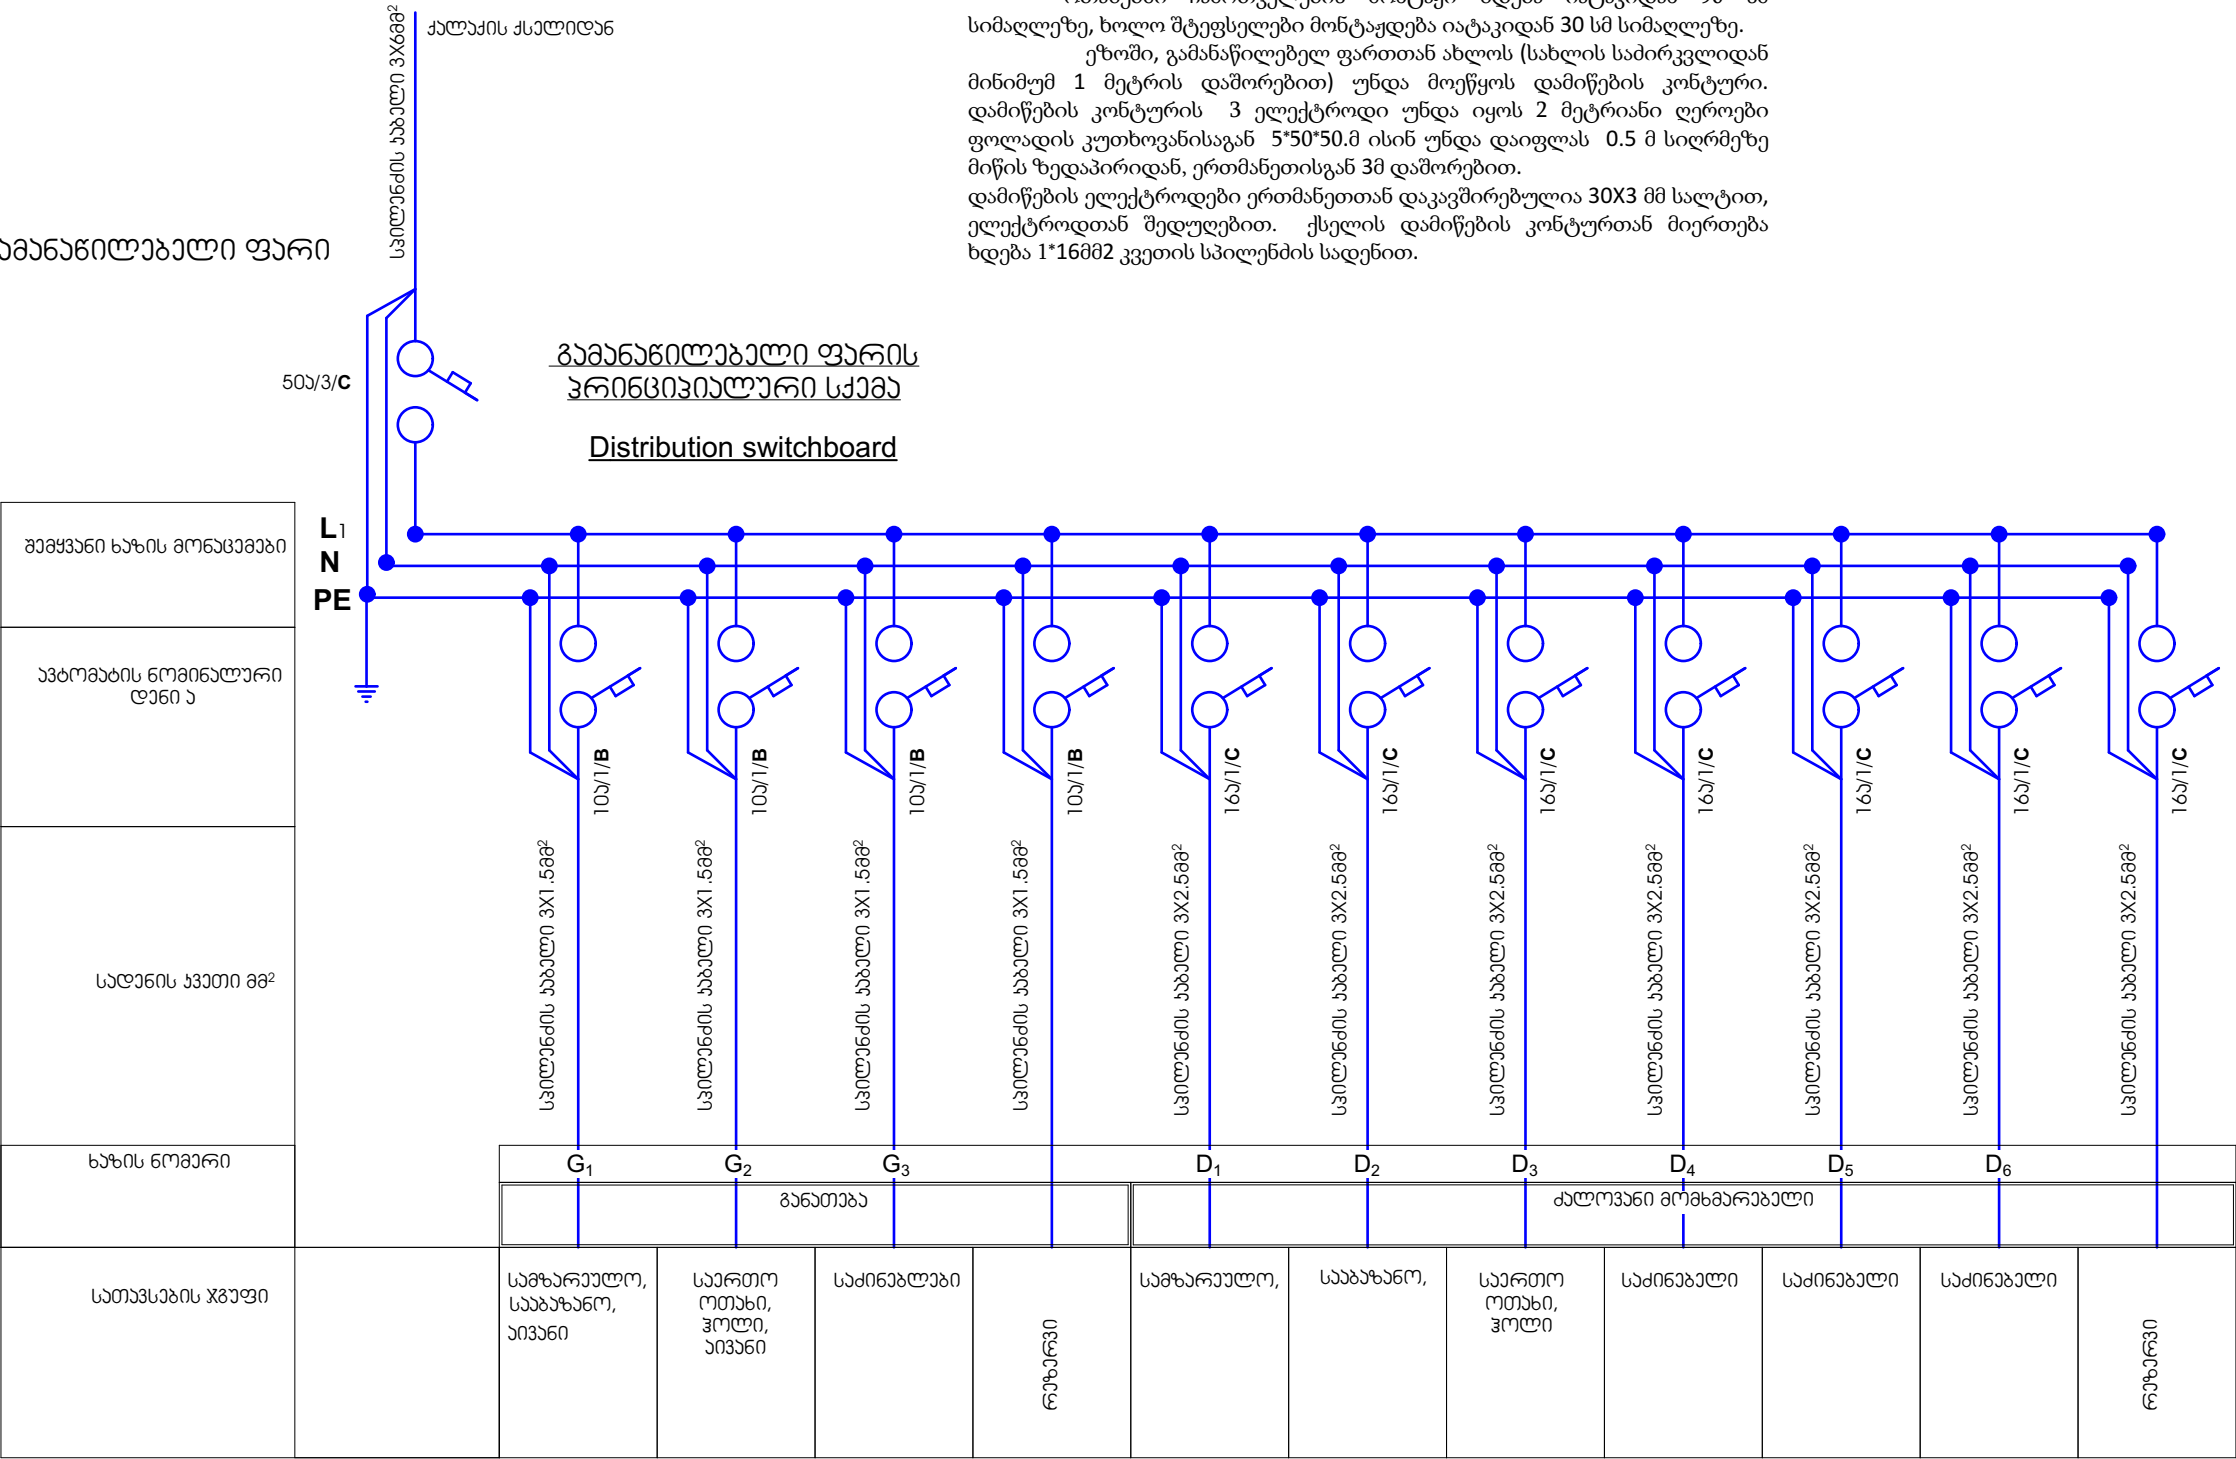 სიმაღლეზე, ხოლო შტეფსელები მონტაჟდება იატაკიდან 30 სმ სიმაღლეზე.
ეზოში, გამანაწილებელ ფართთან ახლოს (სახლის საძირკვლიდან
მინიმუმ 1 მეტრის დაშორებით) უნდა მოეწყოს დამიწების კონტური.
დამიწების კონტურის 3 ელექტროდი უნდა იყოს 2 მეტრიანი ღეროები
ფოლადის კუთხოვანისაგან 5*50*50.მ ისინ უნდა დაიფლას 0.5 მ სიღრმეზე
მიწის ზედაპირიდან, ერთმანეთისგან 3მ დაშორებით.
დამიწების ელექტროდები ერთმანეთთან დაკავშირებულია 30X3 მმ სალტით,
ელექტროდთან შედუღებით. ქსელის დამიწების კონტურთან მიერთება
ხდება 1*16მმ2 კვეთის სპილენძის სადენით.
ქალაქის ქსელიდან
სპილენძის კაბელი 3X6მმ²
ამანაწილებელი ფარი
50ა/3/C
გამანაწილებელი ფარის
პრინციპიალური სქემა
Distribution switchboard
შემყვანი ხაზის მონაცემები
L1
N
PE
ავტომატის ნომინალური
დენი ა
10ა/1/B
10ა/1/B
10ა/1/B
10ა/1/B
16ა/1/C
16ა/1/C
16ა/1/C
16ა/1/C
16ა/1/C
16ა/1/C
16ა/1/C
სადენის კვეთი მმ²
სპილენძის კაბელი 3X1.5მმ²
სპილენძის კაბელი 3X1.5მმ²
სპილენძის კაბელი 3X1.5მმ²
სპილენძის კაბელი 3X1.5მმ²
სპილენძის კაბელი 3X2.5მმ²
სპილენძის კაბელი 3X2.5მმ²
სპილენძის კაბელი 3X2.5მმ²
სპილენძის კაბელი 3X2.5მმ²
სპილენძის კაბელი 3X2.5მმ²
სპილენძის კაბელი 3X2.5მმ²
სპილენძის კაბელი 3X2.5მმ²
ხაზის ნომერი
G₁
G₂
G₃
D₁
D₂
D₃
D₄
D₅
D₆
განათება
ძალოვანი მომხმარებელი
სათავსების ჯგუფი
სამზარეულო,
სააბაზანო,
აივანი
საერთო
ოთახი,
ჰოლი,
აივანი
საძინებლები
რეზერვი
სამზარეულო,
სააბაზანო,
საერთო
ოთახი,
ჰოლი
საძინებელი
საძინებელი
საძინებელი
რეზერვი